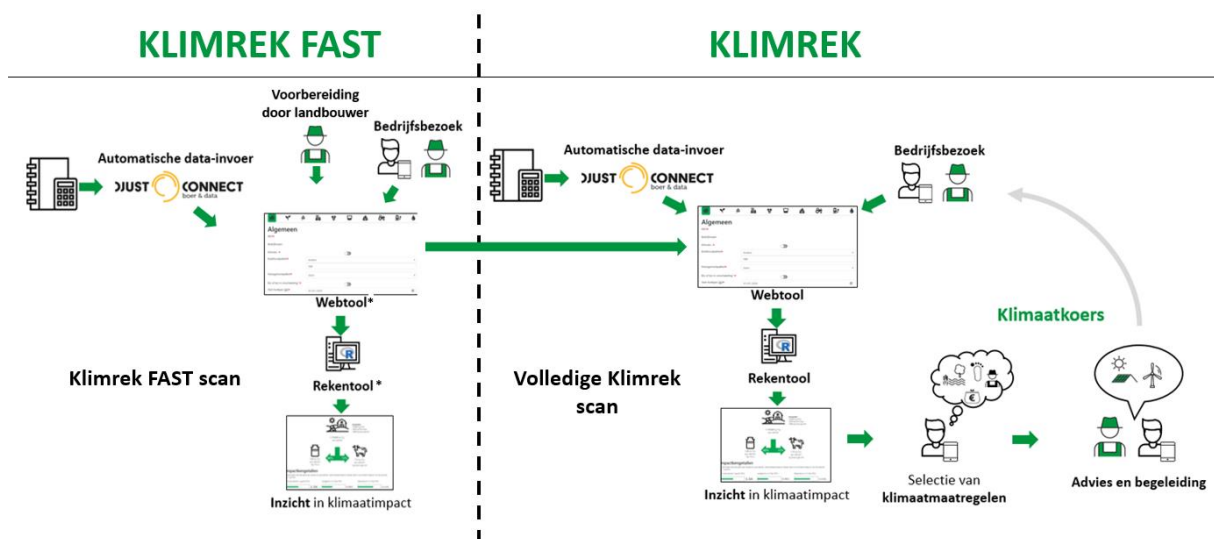 KLIMREK FAST
Voorbereiding
door landbouwer
Bedrijfsbezoek
Automatische data-invoer
DJUST CONNECT
boer & data
Algemeen
Webtool*
Rekentool *
Klimrek FAST scan
Inzicht in klimaatimpact
KLIMREK
Automatische data-invoer
DJUST CONNECT
boer & data
Bedrijfsbezoek
Algemeen
Webtool
Klimaatkoers
R
Rekentool
Volledige Klimrek
scan
€
Selectie van
klimaatmaatregelen
Advies en begeleiding
Inzicht in klimaatimpact